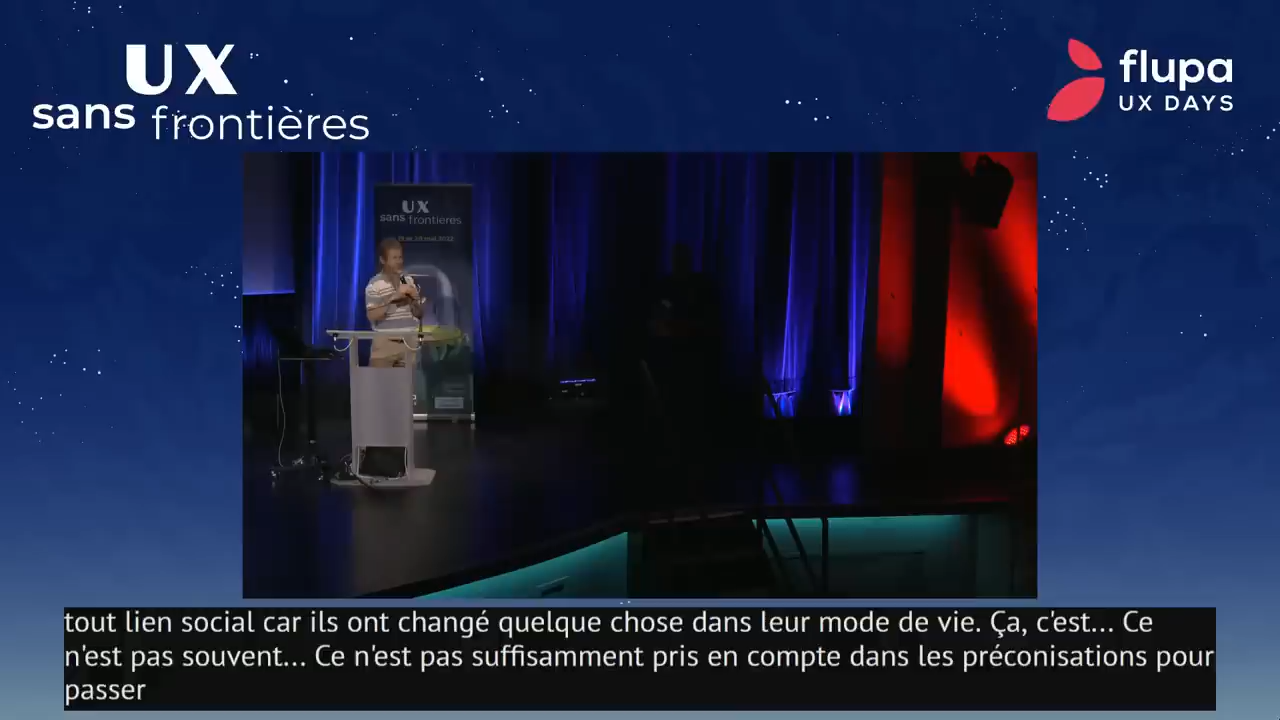 UX
sans frontières
flupa
UX DAYS
UX
sans frontières
tout lien social car ils ont changé quelque chose dans leur mode de vie. Ça, c'est... Ce
n'est pas souvent... Ce n'est pas suffisamment pris en compte dans les préconisations pour
passer